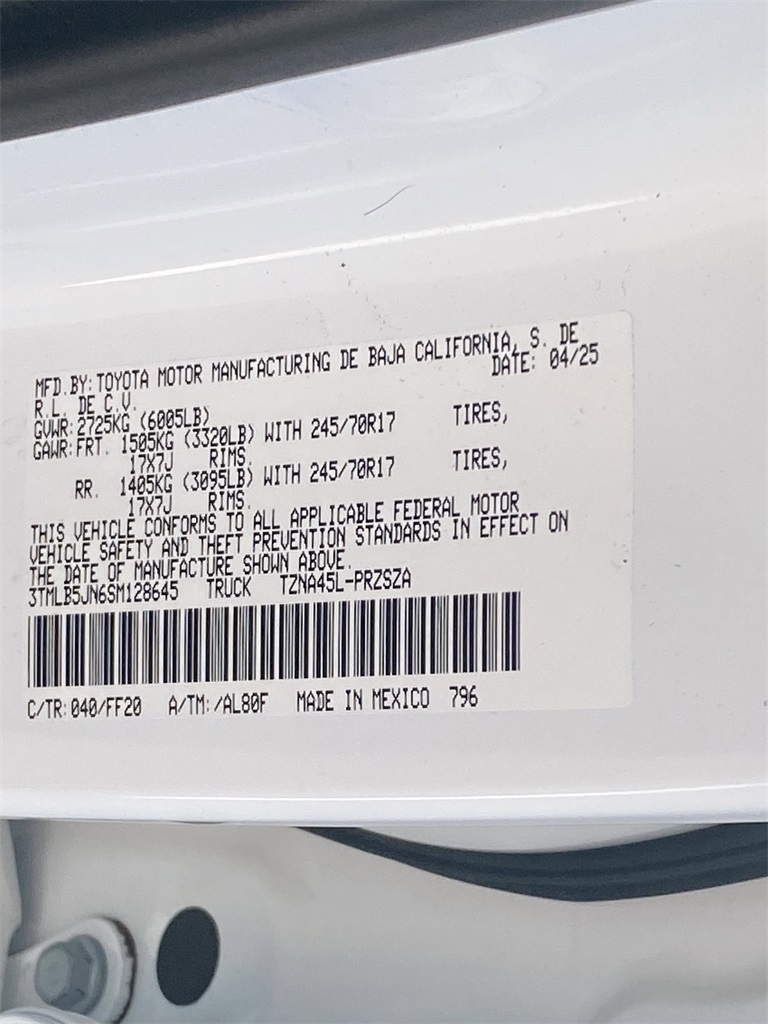 MFD.BY:TOYOTA MOTOR MANUFACTURING DE BAJA CALIFORNIA, S. DE
R.L. DE C.V. DATE: 04/25
GVWR:2725KG (6005LB)
GAWR:FRT. 1505KG (3320LB) WITH 245/70R17 TIRES,
17X7J RIMS.
RR. 1405KG (3095LB) WITH 245/70R17 TIRES,
17X7J RIMS.
THIS VEHICLE CONFORMS TO ALL APPLICABLE FEDERAL MOTOR
VEHICLE SAFETY AND THEFT PREVENTION STANDARDS IN EFFECT ON
THE DATE OF MANUFACTURE SHOWN ABOVE.
3TMLB5JN6SM128645 TRUCK TZNA45L-PRZSZA
C/TR:040/FF20 A/TM:/AL80F MADE IN MEXICO 796